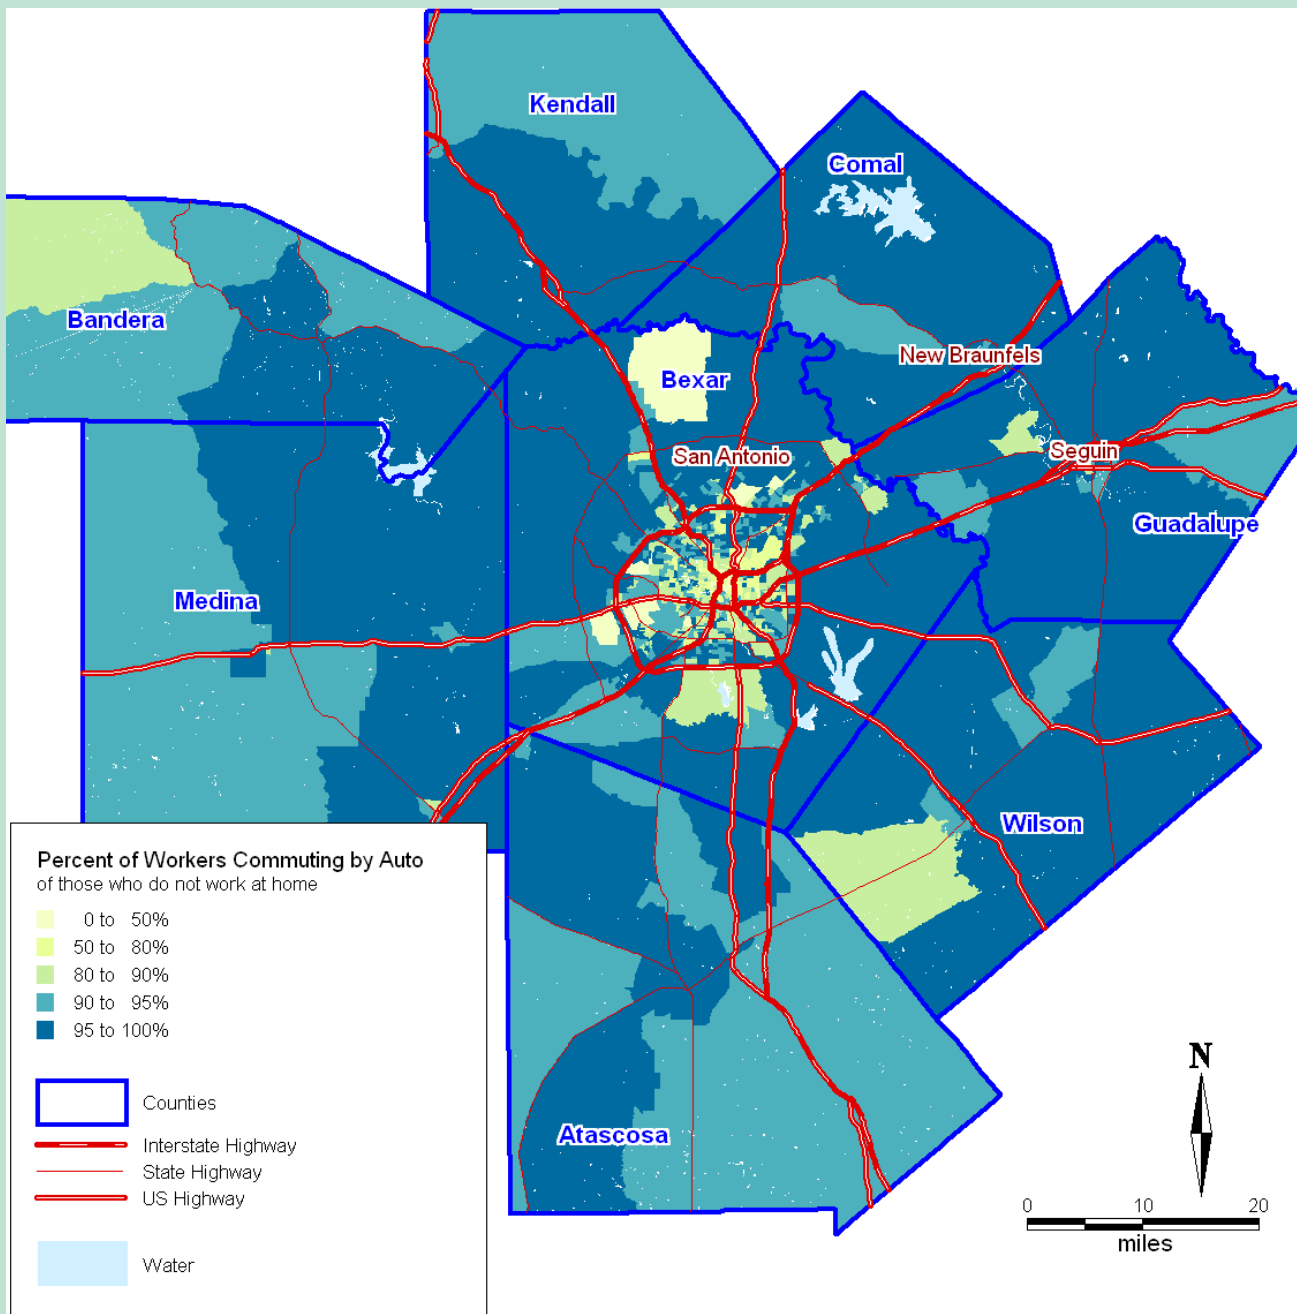 Kendall
Comal
Bandera
New Braunfels
Bexar
San Antonio
Seguin
Guadalupe
Medina
Wilson
Atascosa
Percent of Workers Commuting by Auto
of those who do not work at home
0 to 50%
50 to 80%
80 to 90%
90 to 95%
95 to 100%
Counties
Interstate Highway
State Highway
US Highway
Water
N
0 10 20
miles